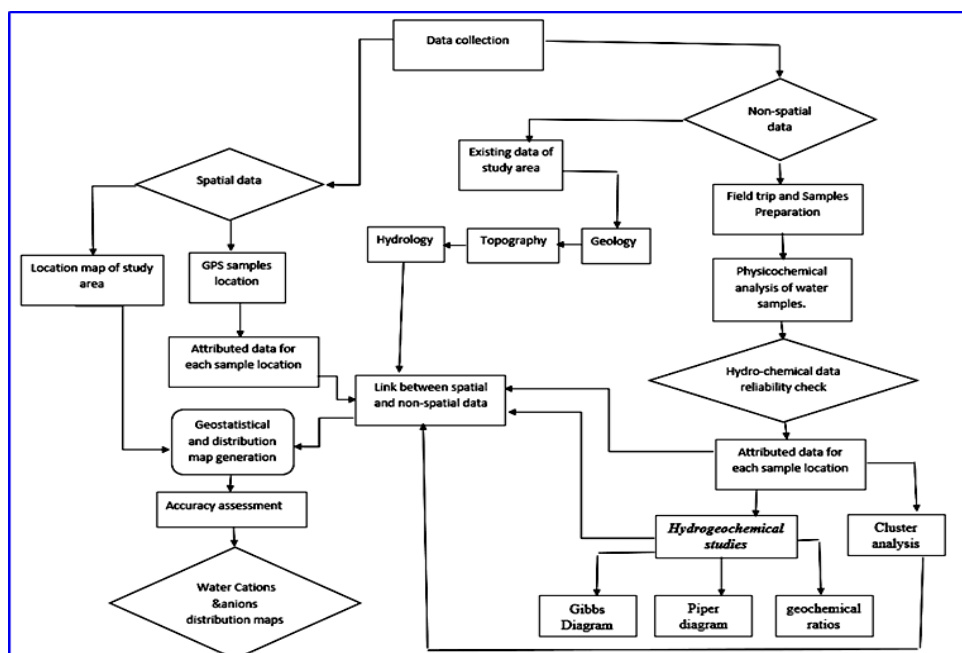 Data collection
Non-spatial
data
Existing data of
study area
Spatial data
Field trip and Samples
Preparation
Hydrology
Topography
Geology
Location map of study
area
GPS samples
location
Physicochemical
analysis of water
samples.
Attributed data for
each sample location
Hydro-chemical data
reliability check
Link between spatial
and non-spatial data
Geostatistical
and distribution
map generation
Attributed data for
each sample location
Accuracy assessment
Hydrogeochemical
studies
Cluster
analysis
Water Cations
&anions
distribution maps
Gibbs
Diagram
Piper
diagram
geochemical
ratios